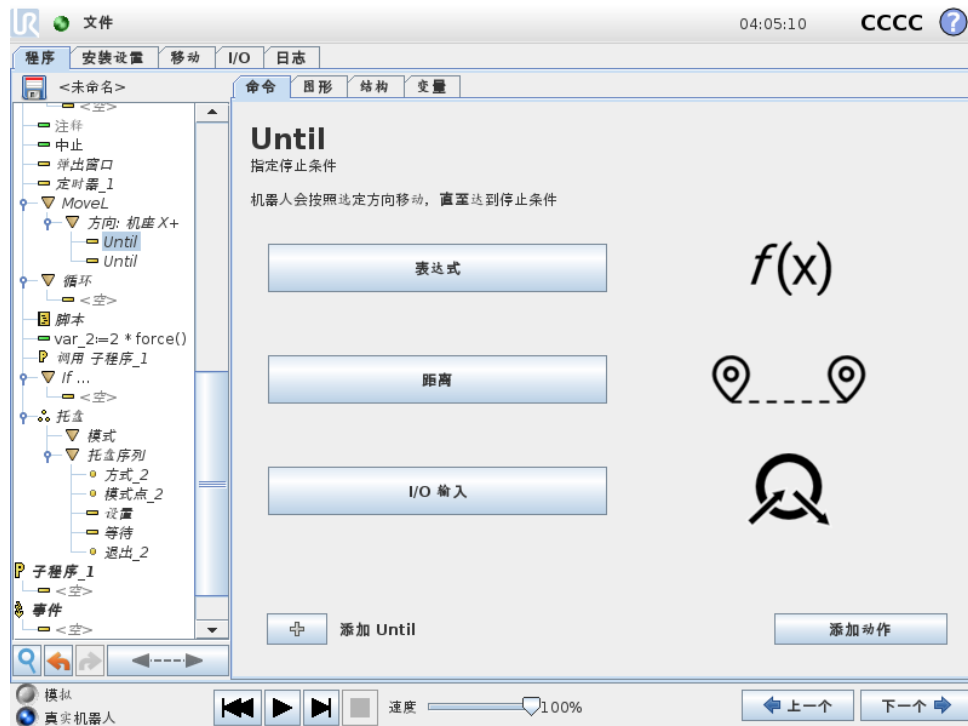 文件
04:05:10
CCCC
?
程序 安装设置 移动 I/O 日志
<未命名>
命令 图形 结构 变量
<空>
注释
中止
弹出窗口
定时器_1
MoveL
方向: 机座 X+
Until
Until
循环
<空>
脚本
var_2:=2 * force()
调用 子程序_1
If ...
<空>
托盘
模式
托盘序列
方式_2
模式点_2
设置
等待
退出_2
子程序_1
<空>
事件
<空>
Until
指定停止条件
机器人会按照选定方向移动，直至达到停止条件
表达式
f(x)
距离
I/O 输入
添加 Until
添加动作
模拟
真实机器人
速度
100%
上一个
下一个